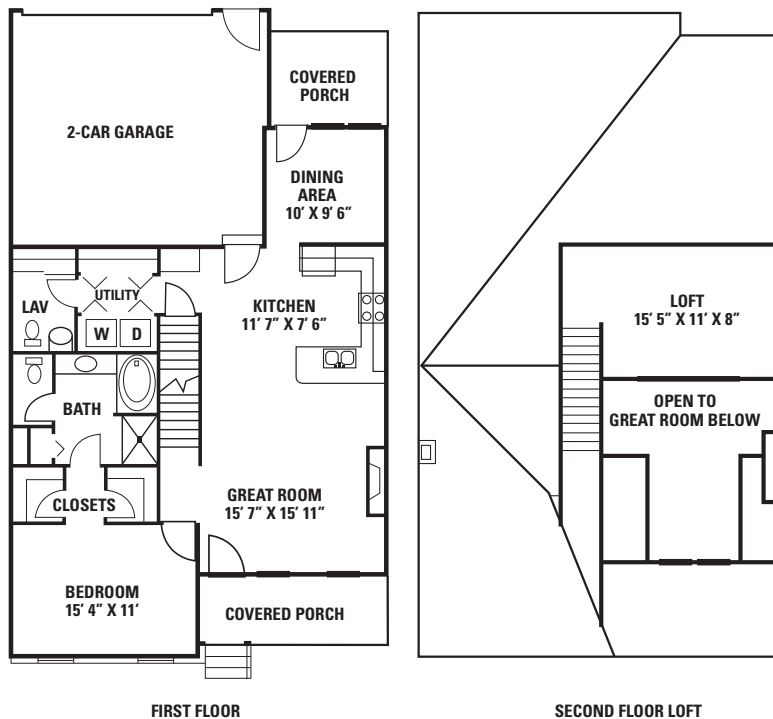 COVERED
PORCH
2-CAR GARAGE
DINING
AREA
10’ X 9’ 6”
UTILITY
LAV
W
D
KITCHEN
11’ 7” X 7’ 6”
BATH
CLOSETS
GREAT ROOM
15’ 7” X 15’ 11”
BEDROOM
15’ 4” X 11’
COVERED PORCH
FIRST FLOOR
LOFT
15’ 5” X 11’ X 8”
OPEN TO
GREAT ROOM BELOW
SECOND FLOOR LOFT